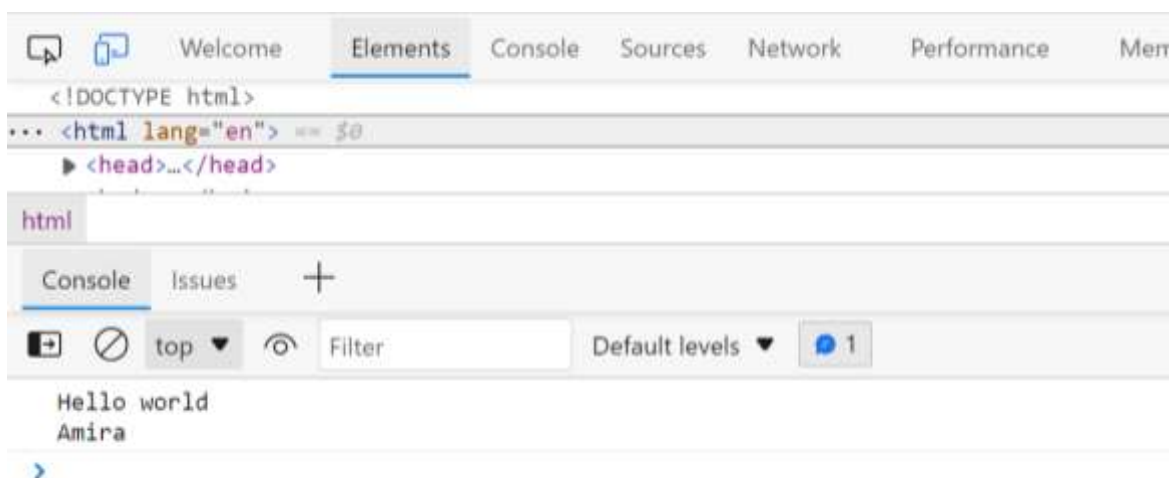 Welcome Elements Console Sources Network Performance
<!DOCTYPE html>
··· <html lang="en"> == $0
▶ <head>…</head>
html
Console Issues +
top ▼ Filter Default levels ▼ 1
Hello world
Amira
>